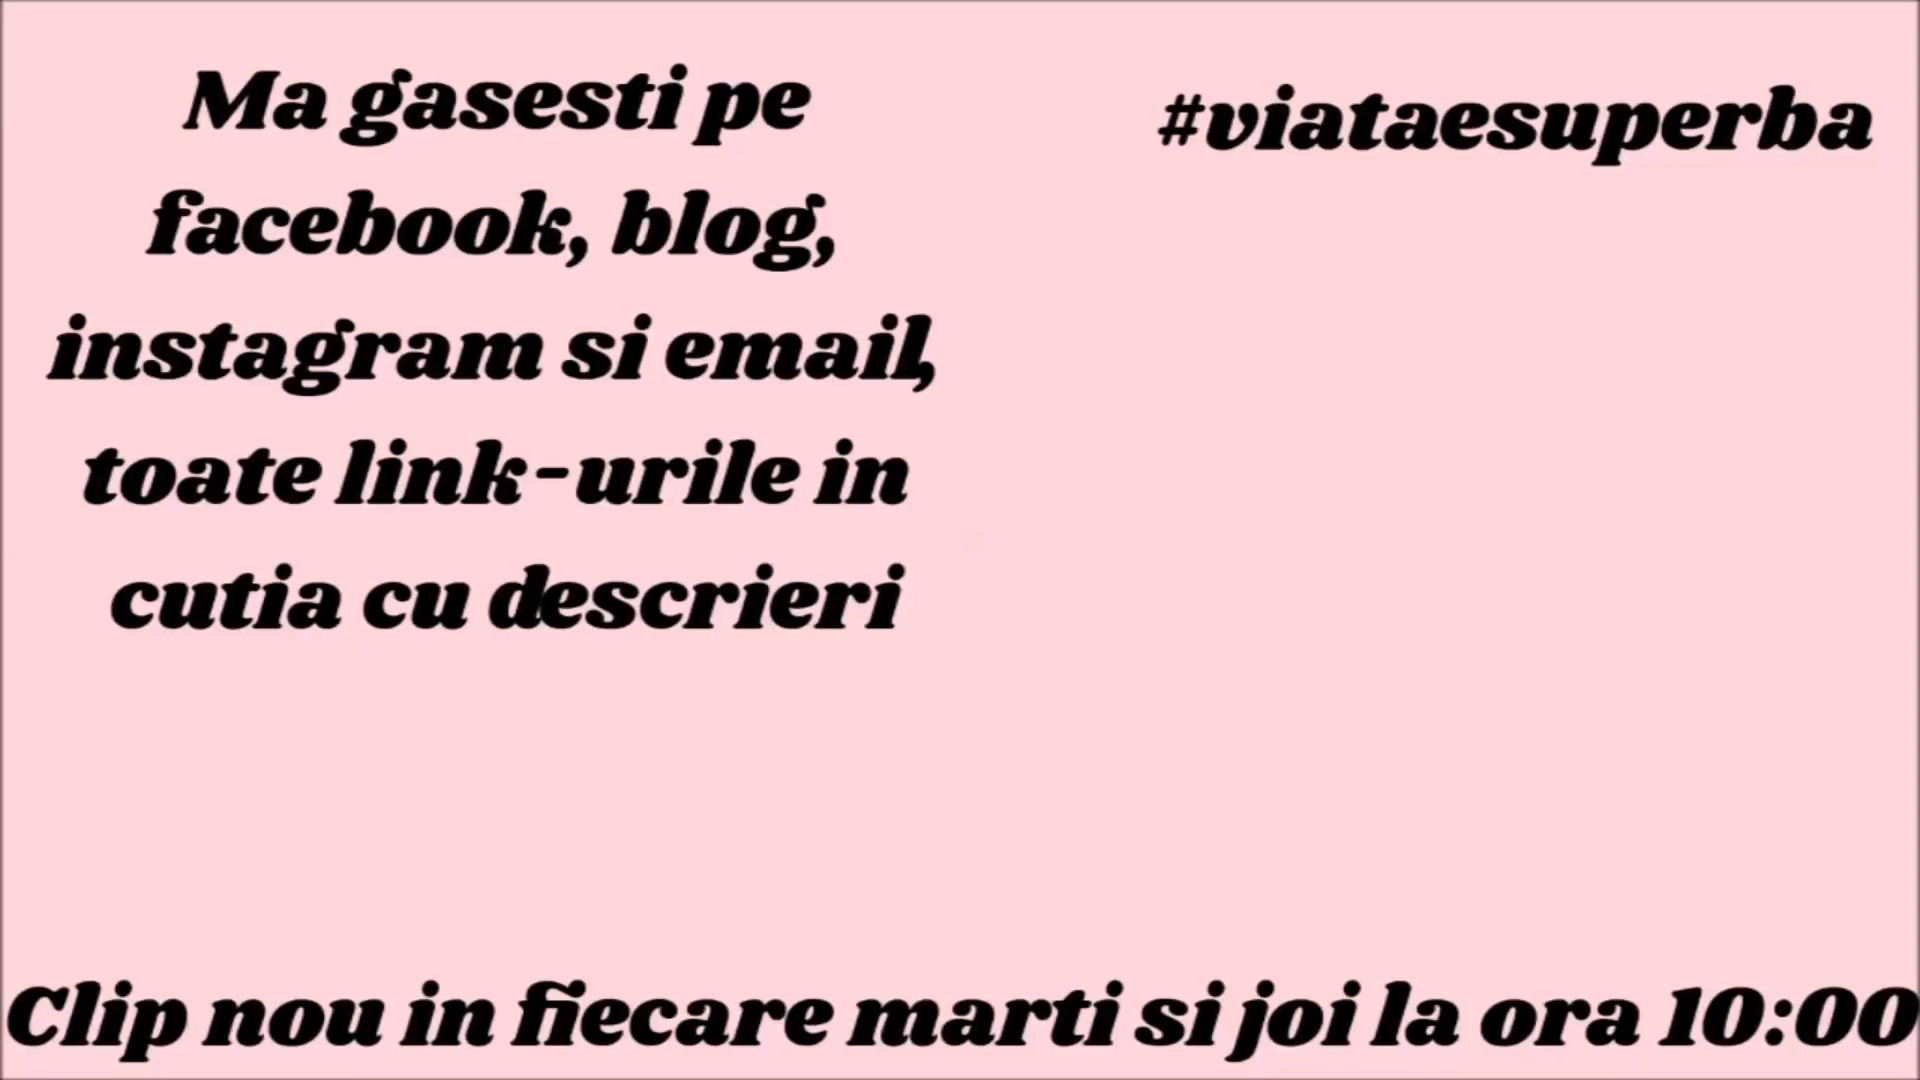 Ma gasesti pe
facebook, blog,
instagram si email,
toate link-urile in
cutia cu descrieri
#viataesuperba
Clip nou in fiecare marti si joi la ora 10:00